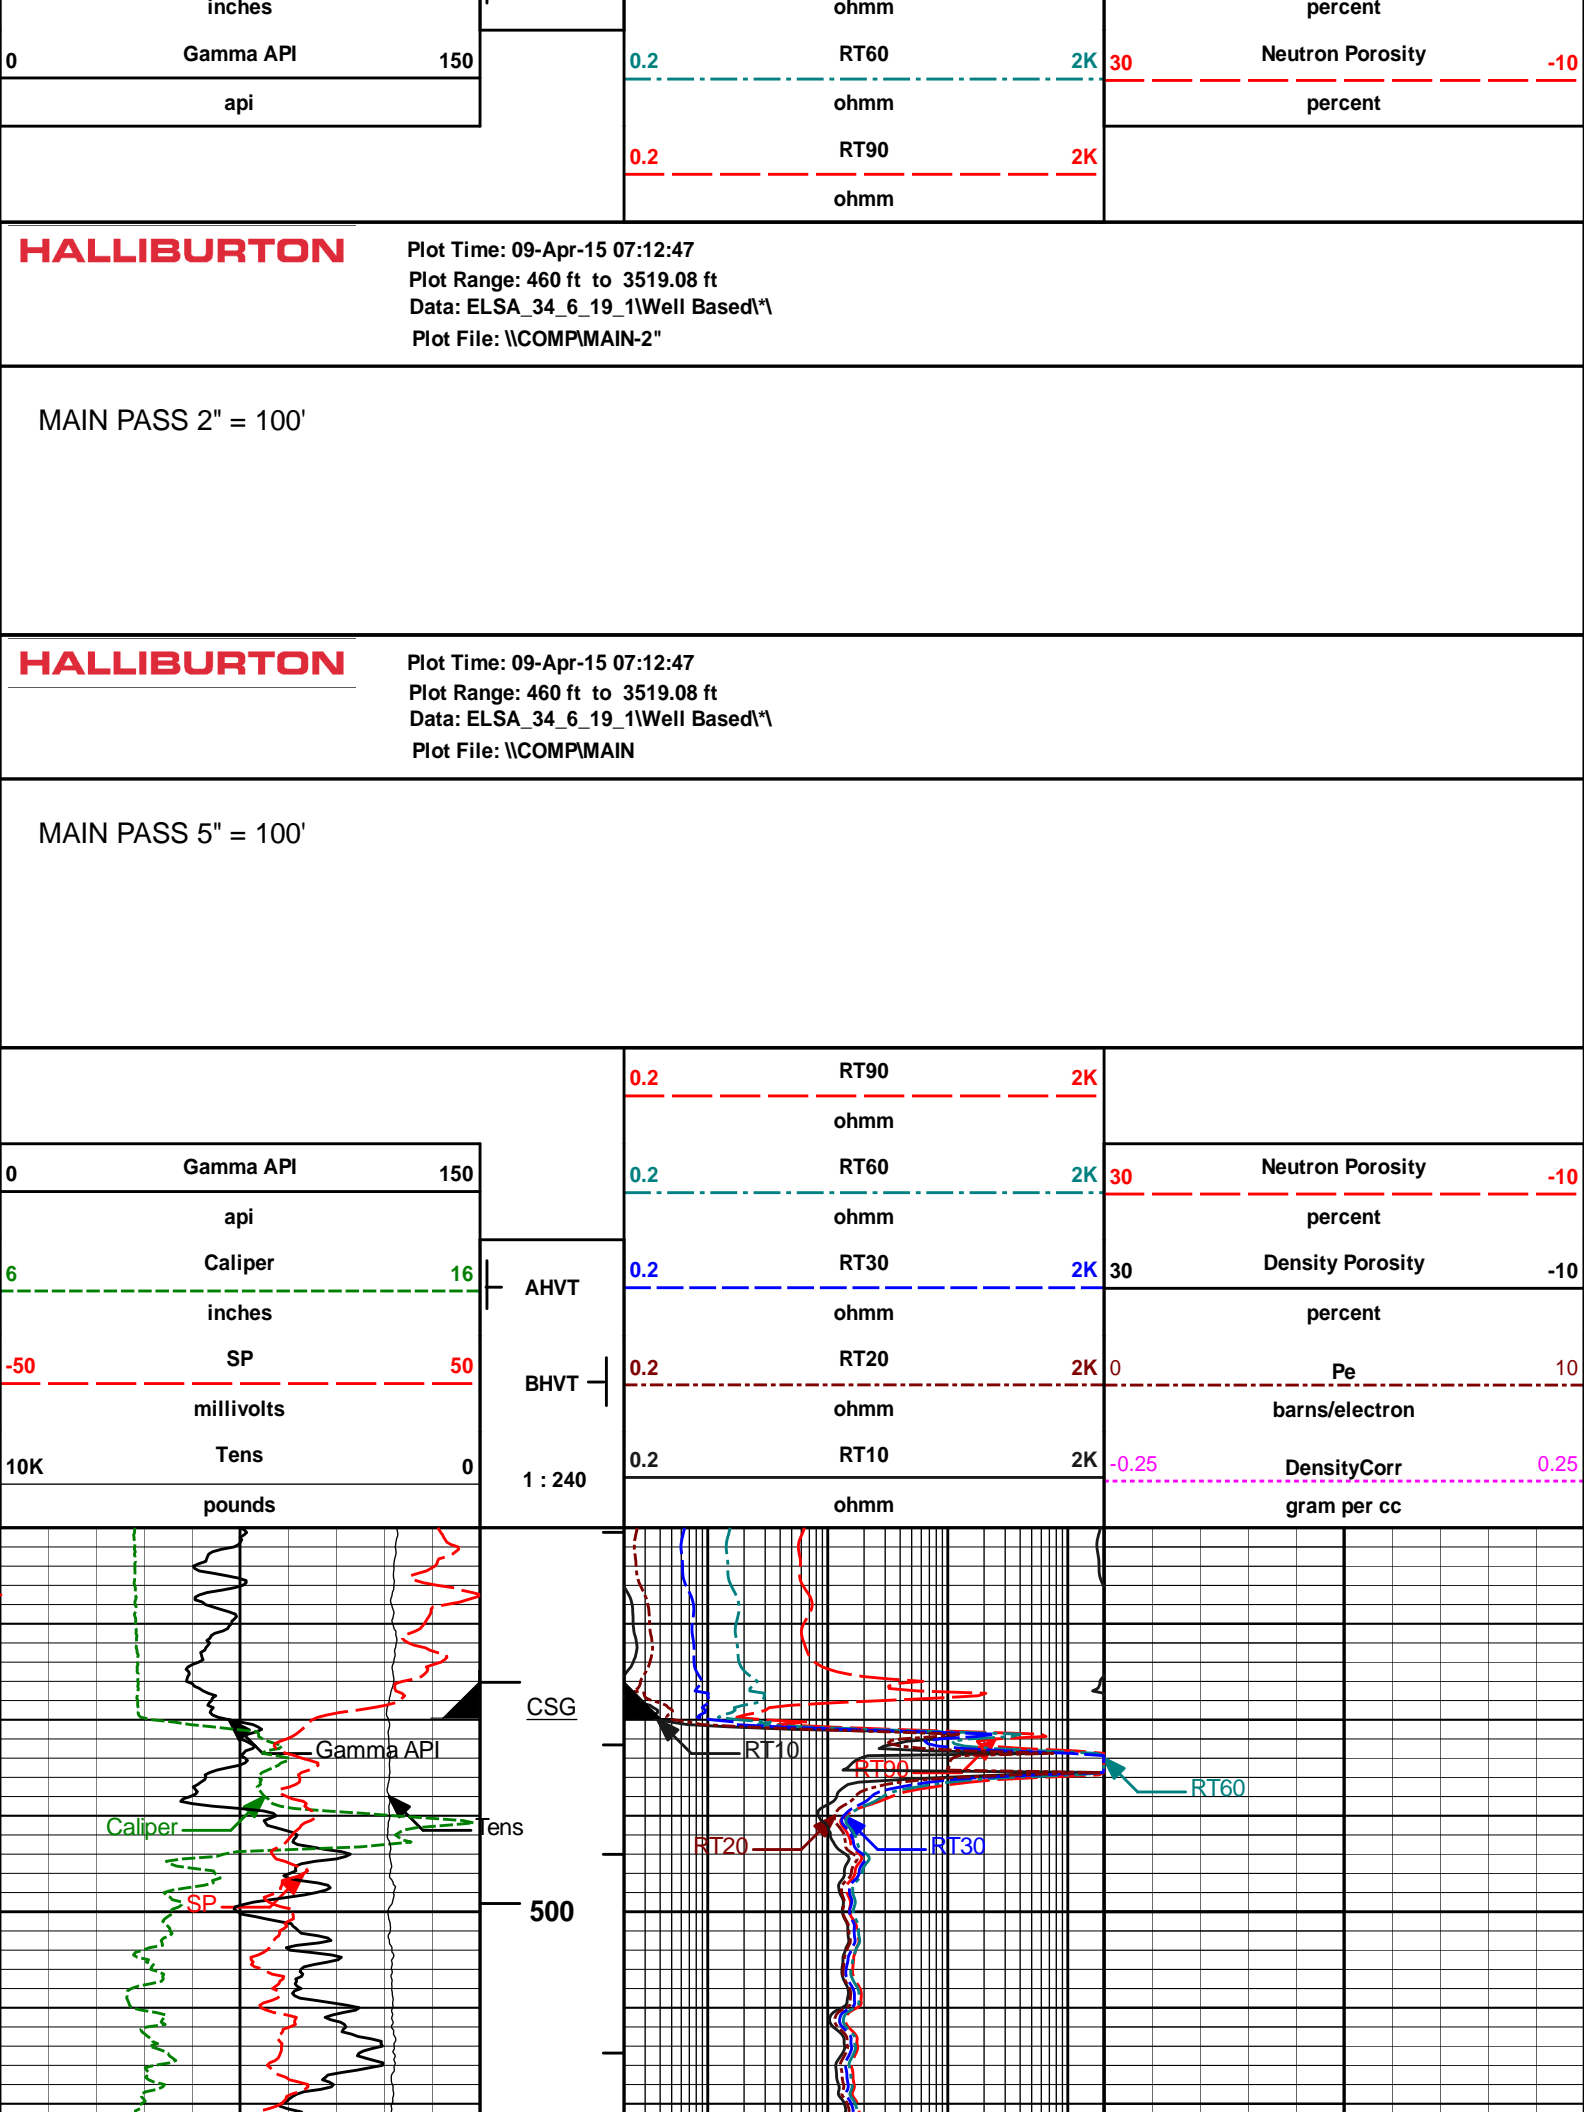 inches ohmm percent
0 Gamma API 150 0.2 RT60 2K 30 Neutron Porosity -10
api ohmm percent
0.2 RT90 2K
ohmm
HALLIBURTON
Plot Time: 09-Apr-15 07:12:47
Plot Range: 460 ft to 3519.08 ft
Data: ELSA_34_6_19_1\Well Based\*\
Plot File: \\COMP\MAIN-2"
MAIN PASS 2" = 100'
HALLIBURTON
Plot Time: 09-Apr-15 07:12:47
Plot Range: 460 ft to 3519.08 ft
Data: ELSA_34_6_19_1\Well Based\*\
Plot File: \\COMP\MAIN
MAIN PASS 5" = 100'
0.2 RT90 2K
ohmm
0 Gamma API 150 0.2 RT60 2K 30 Neutron Porosity -10
api ohmm percent
6 Caliper 16 AHVT 0.2 RT30 2K 30 Density Porosity -10
inches ohmm percent
-50 SP 50 BHVT 0.2 RT20 2K 0 Pe 10
millivolts ohmm barns/electron
10K Tens 0 1 : 240 0.2 RT10 2K -0.25 DensityCorr 0.25
pounds ohmm gram per cc
CSG
Gamma API RT10
RT90 RT60
Caliper Tens
RT20 RT30
SP
500